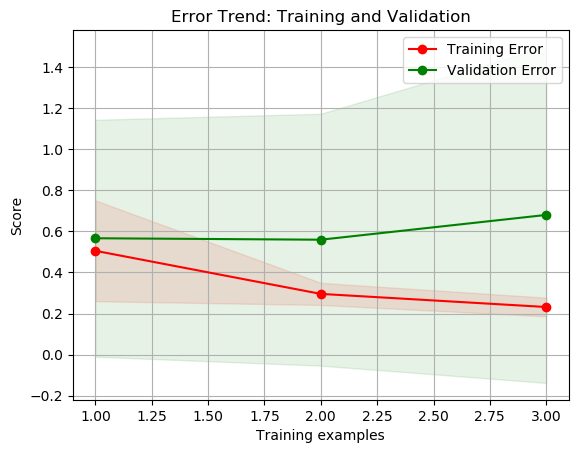 Error Trend: Training and Validation
Training Error
Validation Error
Score
1.4
1.2
1.0
0.8
0.6
0.4
0.2
0.0
−0.2
1.00 1.25 1.50 1.75 2.00 2.25 2.50 2.75 3.00
Training examples